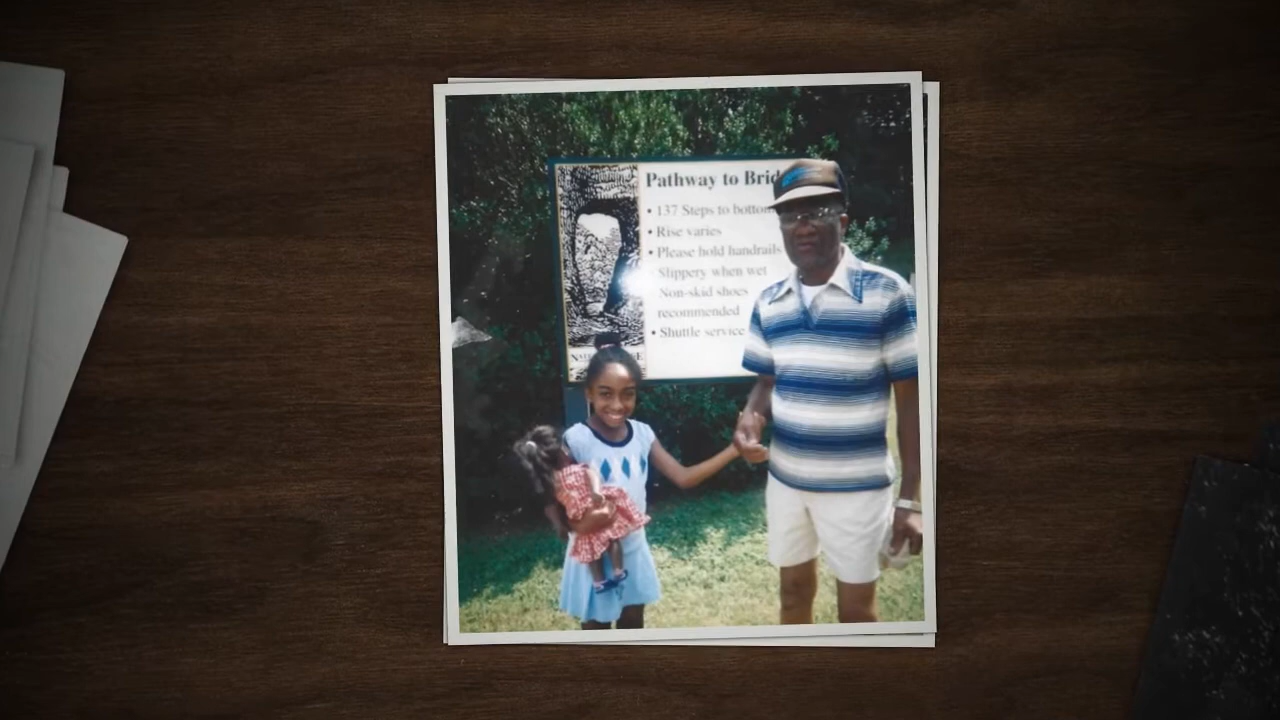 Pathway to Brid
• 137 Steps to bottom
• Rise varies
• Please hold handrails
Slippery when wet
Non-skid shoes
recommended
• Shuttle service